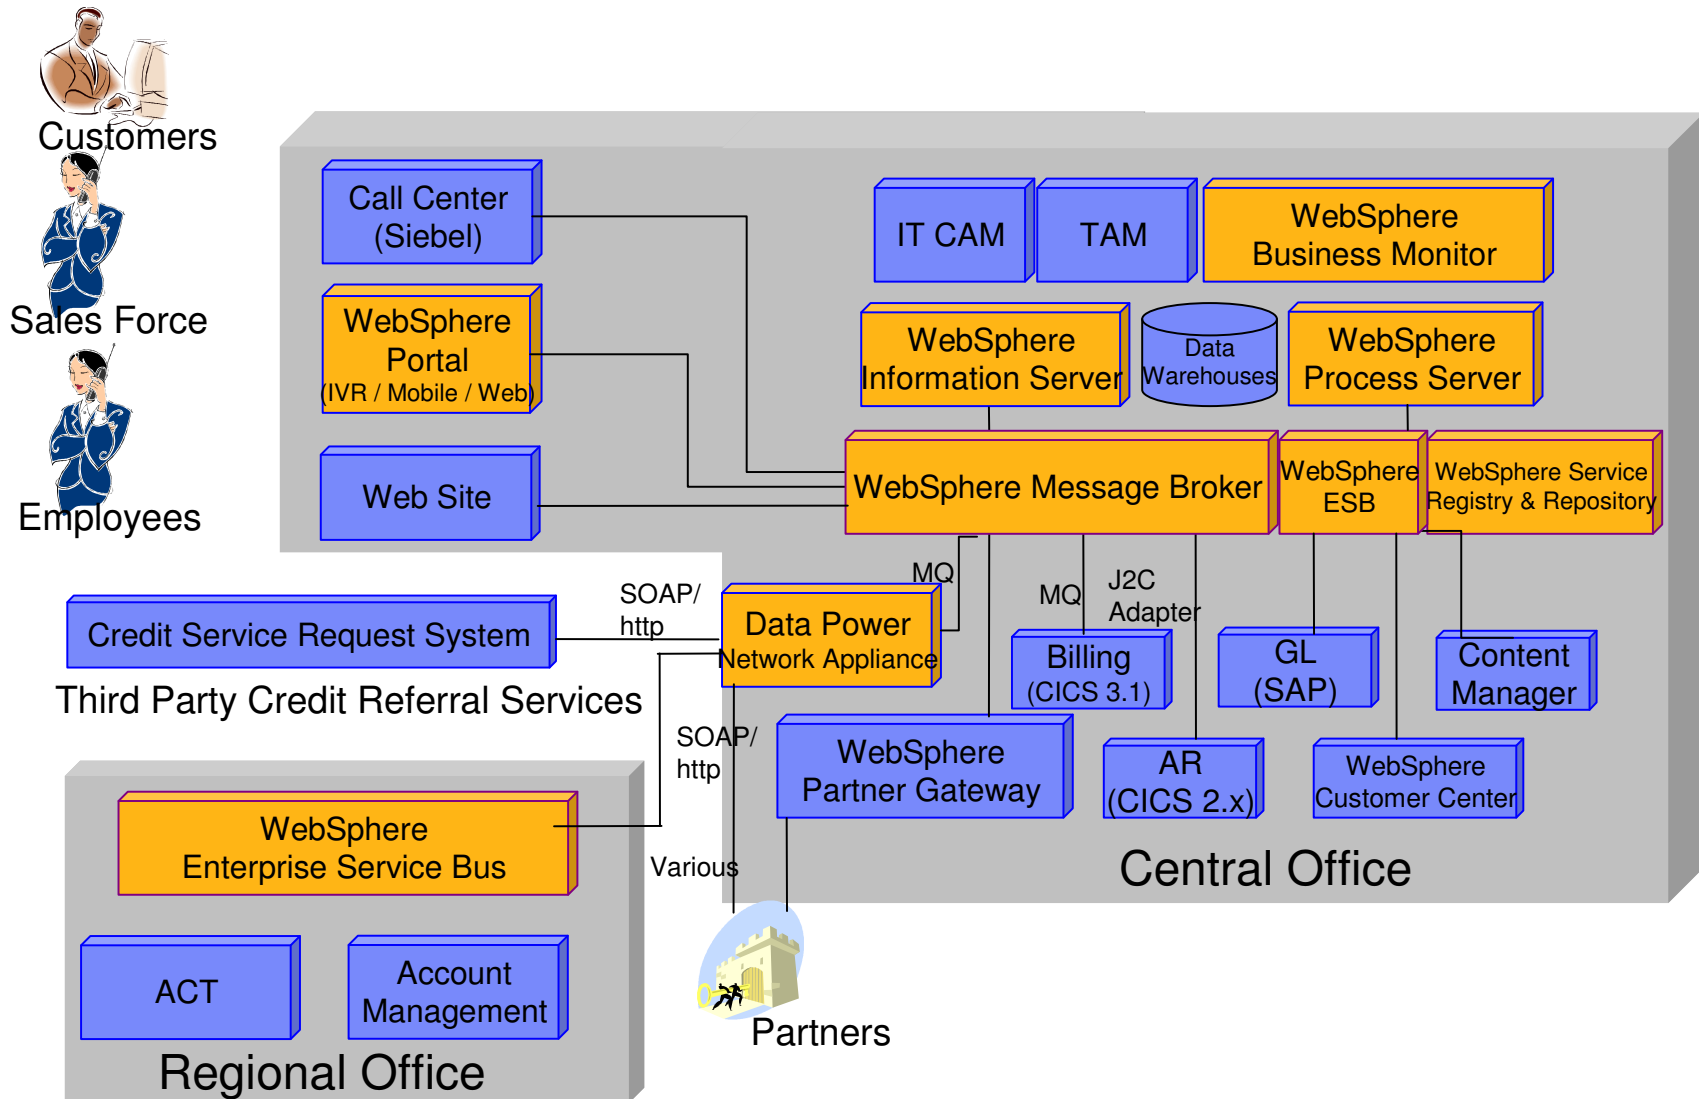 Customers
Sales Force
Employees
Call Center
(Siebel)
WebSphere
Portal
(IVR / Mobile / Web)
Web Site
IT CAM
TAM
WebSphere
Business Monitor
WebSphere
Information Server
Data
Warehouses
WebSphere
Process Server
WebSphere Message Broker
WebSphere
ESB
WebSphere Service
Registry & Repository
MQ
MQ
J2C
Adapter
SOAP/
http
Credit Service Request System
Third Party Credit Referral Services
Data Power
Network Appliance
Billing
(CICS 3.1)
GL
(SAP)
Content
Manager
SOAP/
http
WebSphere
Partner Gateway
AR
(CICS 2.x)
WebSphere
Customer Center
Central Office
WebSphere
Enterprise Service Bus
Various
ACT
Account
Management
Regional Office
Partners